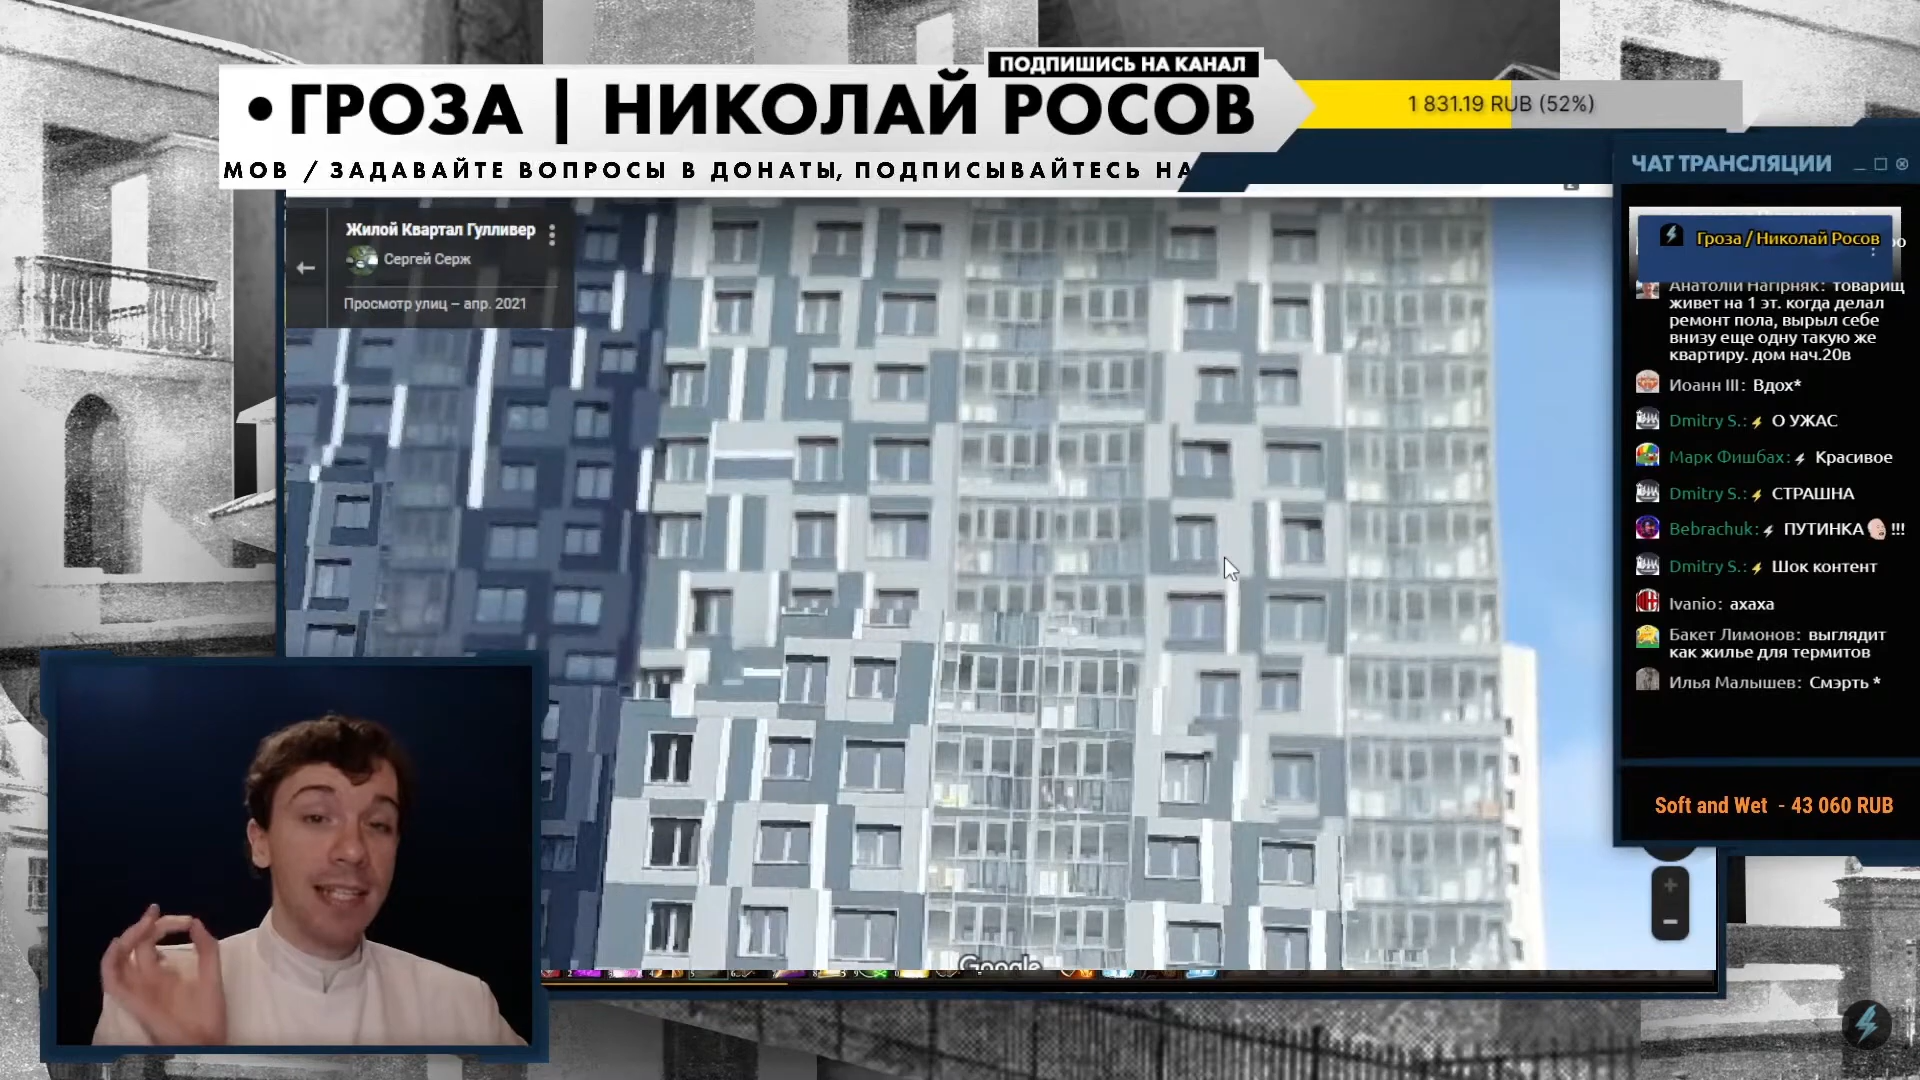 ПОДПИШИСЬ НА КАНАЛ
• ГРОЗА | НИКОЛАЙ РОСОВ
1 831.19 RUB (52%)
МОВ / ЗАДАВАЙТЕ ВОПРОСЫ В ДОНАТЫ, ПОДПИСЫВАЙТЕСЬ НА
ЧАТ ТРАНСЛЯЦИИ
Жилой Квартал Гулливер
Сергей Серж
Просмотр улиц – апр. 2021
Гроза / Николай Росов
Анатолій Нагірняк: товарищ
живет на 1 эт. когда делал
ремонт пола, вырыл себе
внизу еще одну такую же
квартиру. дом нач.20в
Иоанн III: Вдох*
Dmitry S.: ⚡ О УЖАС
Марк Фишбах: ⚡ Красивое
Dmitry S.: ⚡ СТРАШНА
Bebrachuk: ⚡ ПУТИНКА !!!
Dmitry S.: ⚡ Шок контент
Ivanio: ахаха
Бакет Лимонов: выглядит
как жилье для термитов
Илья Малышев: Смэрть *
Soft and Wet - 43 060 RUB
Google